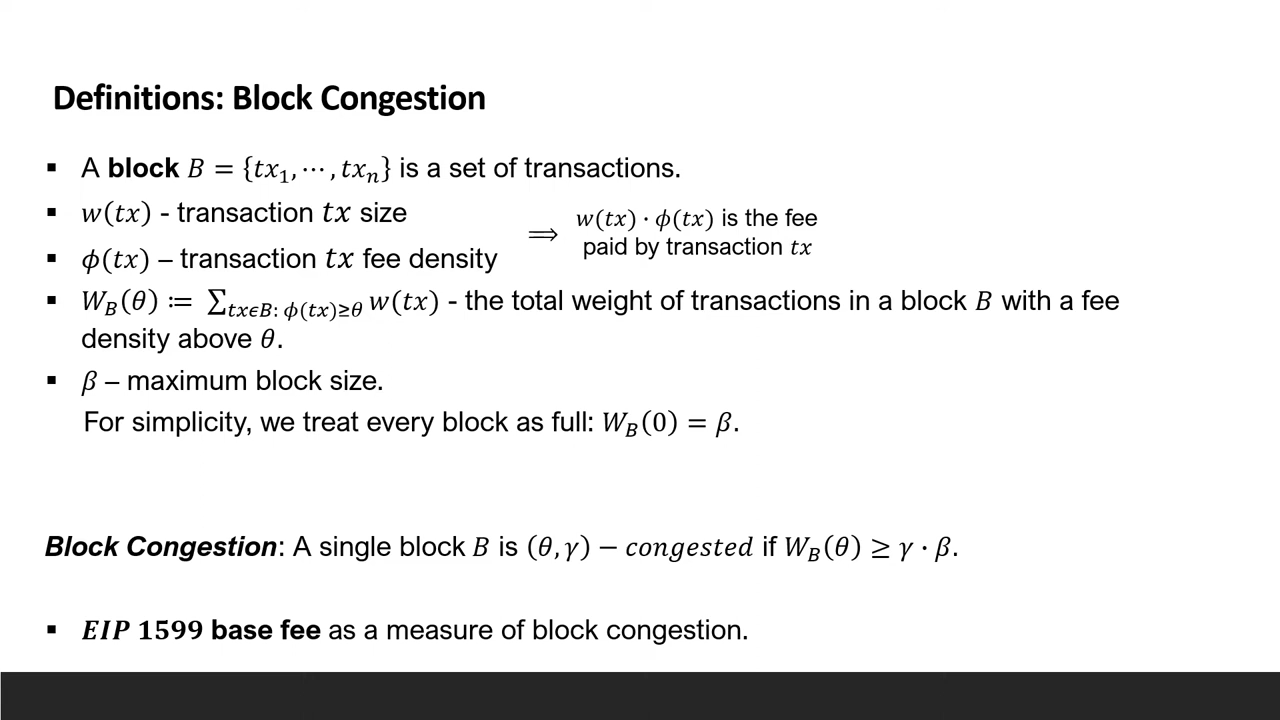 Definitions: Block Congestion
▪ A block B = {tx₁, ⋯ , txₙ} is a set of transactions.
▪ w(tx) - transaction tx size
▪ ϕ(tx) – transaction tx fee density
⟹ w(tx) · ϕ(tx) is the fee
paid by transaction tx
▪ W_B(θ) ≔ ∑_{txϵB: ϕ(tx)≥θ} w(tx) - the total weight of transactions in a block B with a fee
density above θ.
▪ β – maximum block size.
For simplicity, we treat every block as full: W_B(0) = β.
Block Congestion: A single block B is (θ, γ) − congested if W_B(θ) ≥ γ · β.
▪ EIP 1599 base fee as a measure of block congestion.